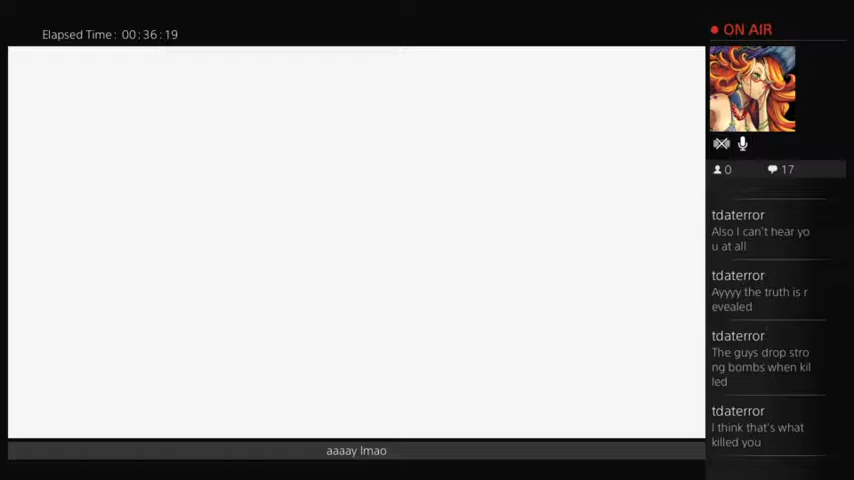 Elapsed Time: 00:36:19
ON AIR
0 17
tdaterror
Also I can't hear yo
u at all
tdaterror
Ayyyy the truth is r
evealed
tdaterror
The guys drop stro
ng bombs when kil
led
tdaterror
I think that's what
killed you
aaaay lmao